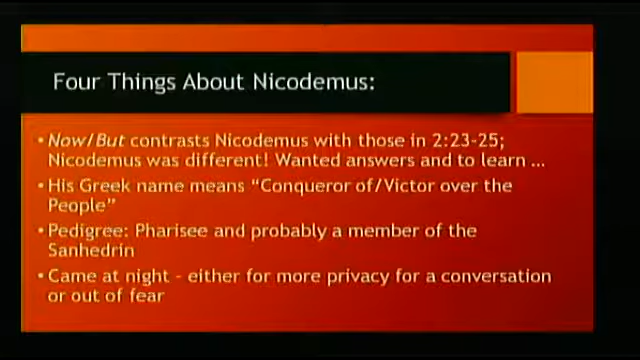 Four Things About Nicodemus:
• Now/But contrasts Nicodemus with those in 2:23-25;
Nicodemus was different! Wanted answers and to learn …
• His Greek name means “Conqueror of/Victor over the
People”
• Pedigree: Pharisee and probably a member of the
Sanhedrin
• Came at night - either for more privacy for a conversation
or out of fear